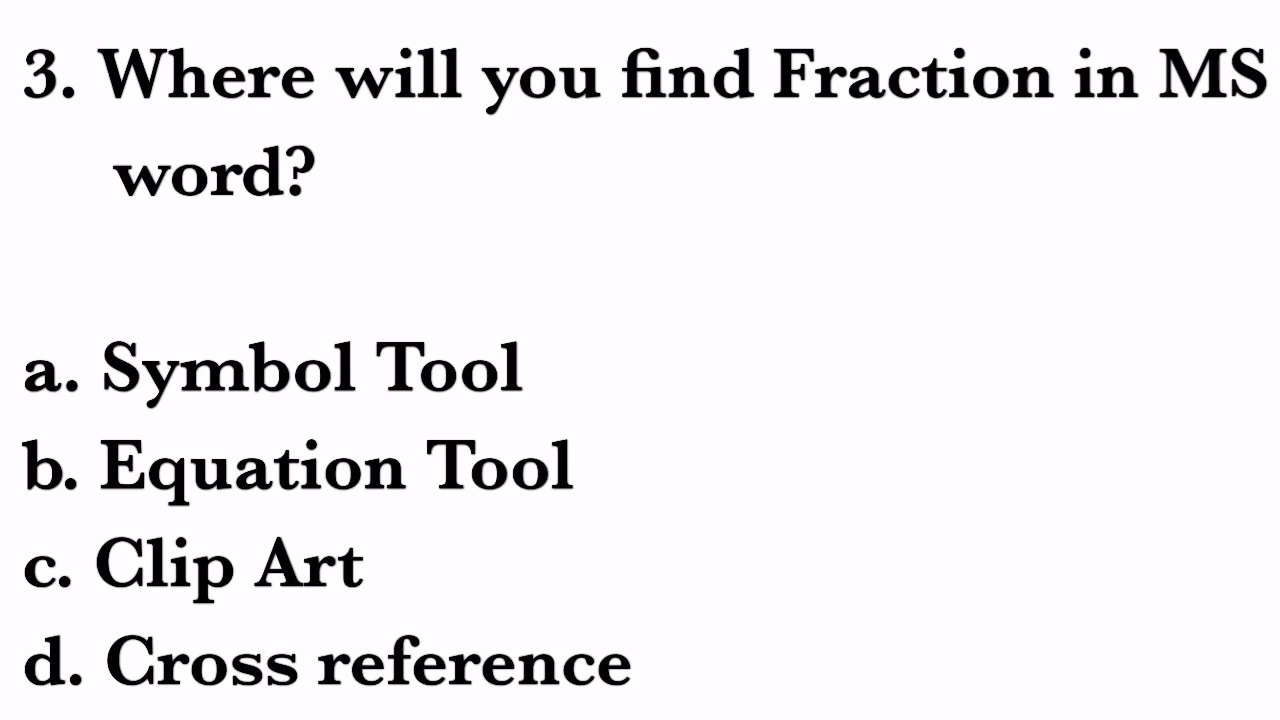 3. Where will you find Fraction in MS
word?
a. Symbol Tool
b. Equation Tool
c. Clip Art
d. Cross reference